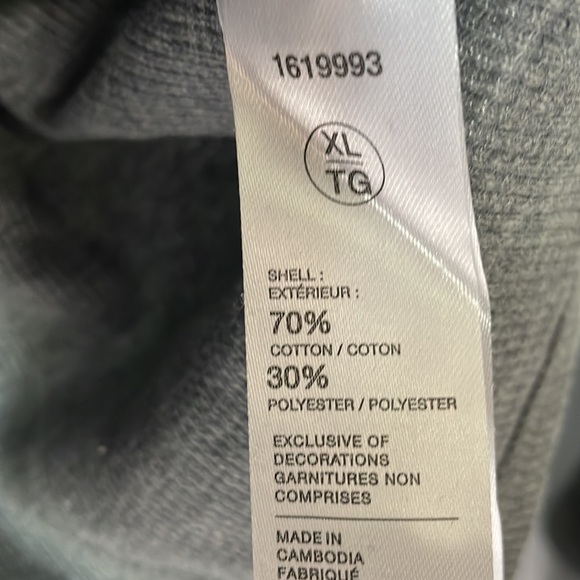 1619993
XL
TG
SHELL :
EXTÉRIEUR :
70%
COTTON / COTON
30%
POLYESTER / POLYESTER
EXCLUSIVE OF
DECORATIONS
GARNITURES NON
COMPRISES
MADE IN
CAMBODIA
FABRIQUÉ